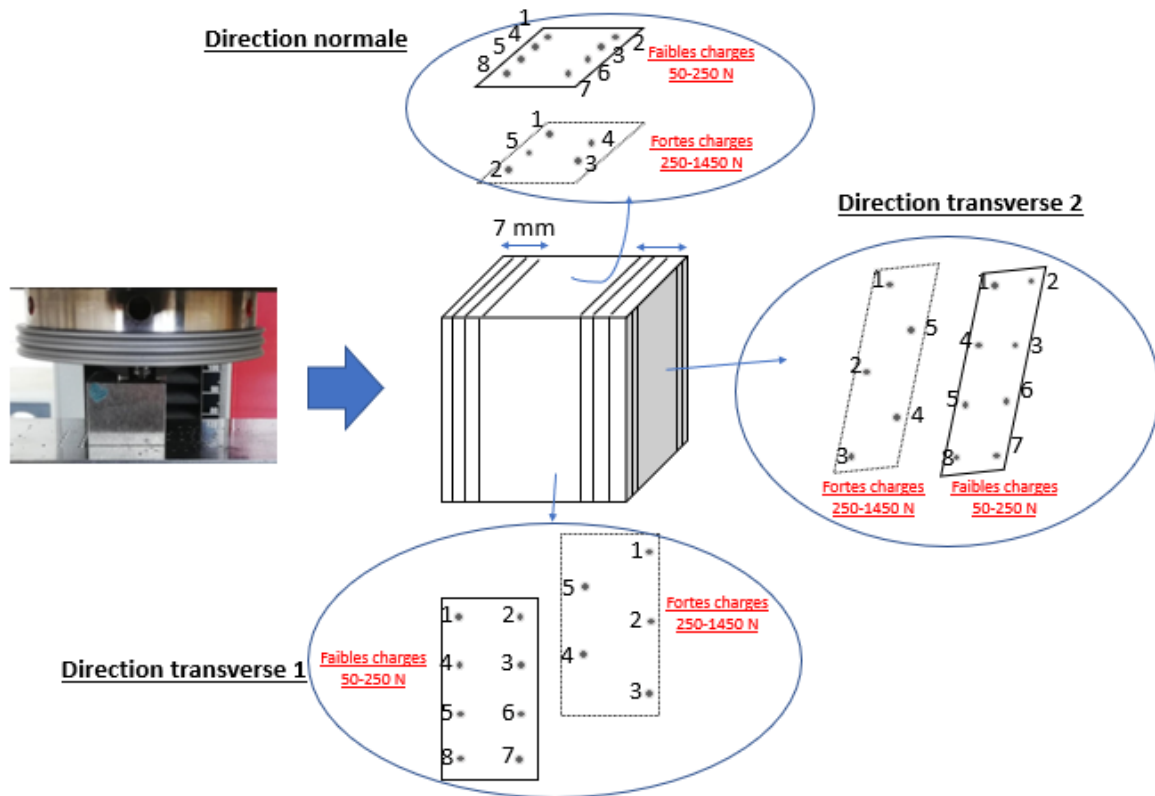 Direction normale
1
4
5
8
2
3
6
7
Faibles charges
50-250 N
1
5
2
4
3
Fortes charges
250-1450 N
7 mm
Direction transverse 2
1
5
2
4
3
Fortes charges
250-1450 N
1
2
4
3
5
6
8
7
Faibles charges
50-250 N
Direction transverse 1
Faibles charges
50-250 N
1
2
4
3
5
6
8
7
1
5
2
4
3
Fortes charges
250-1450 N